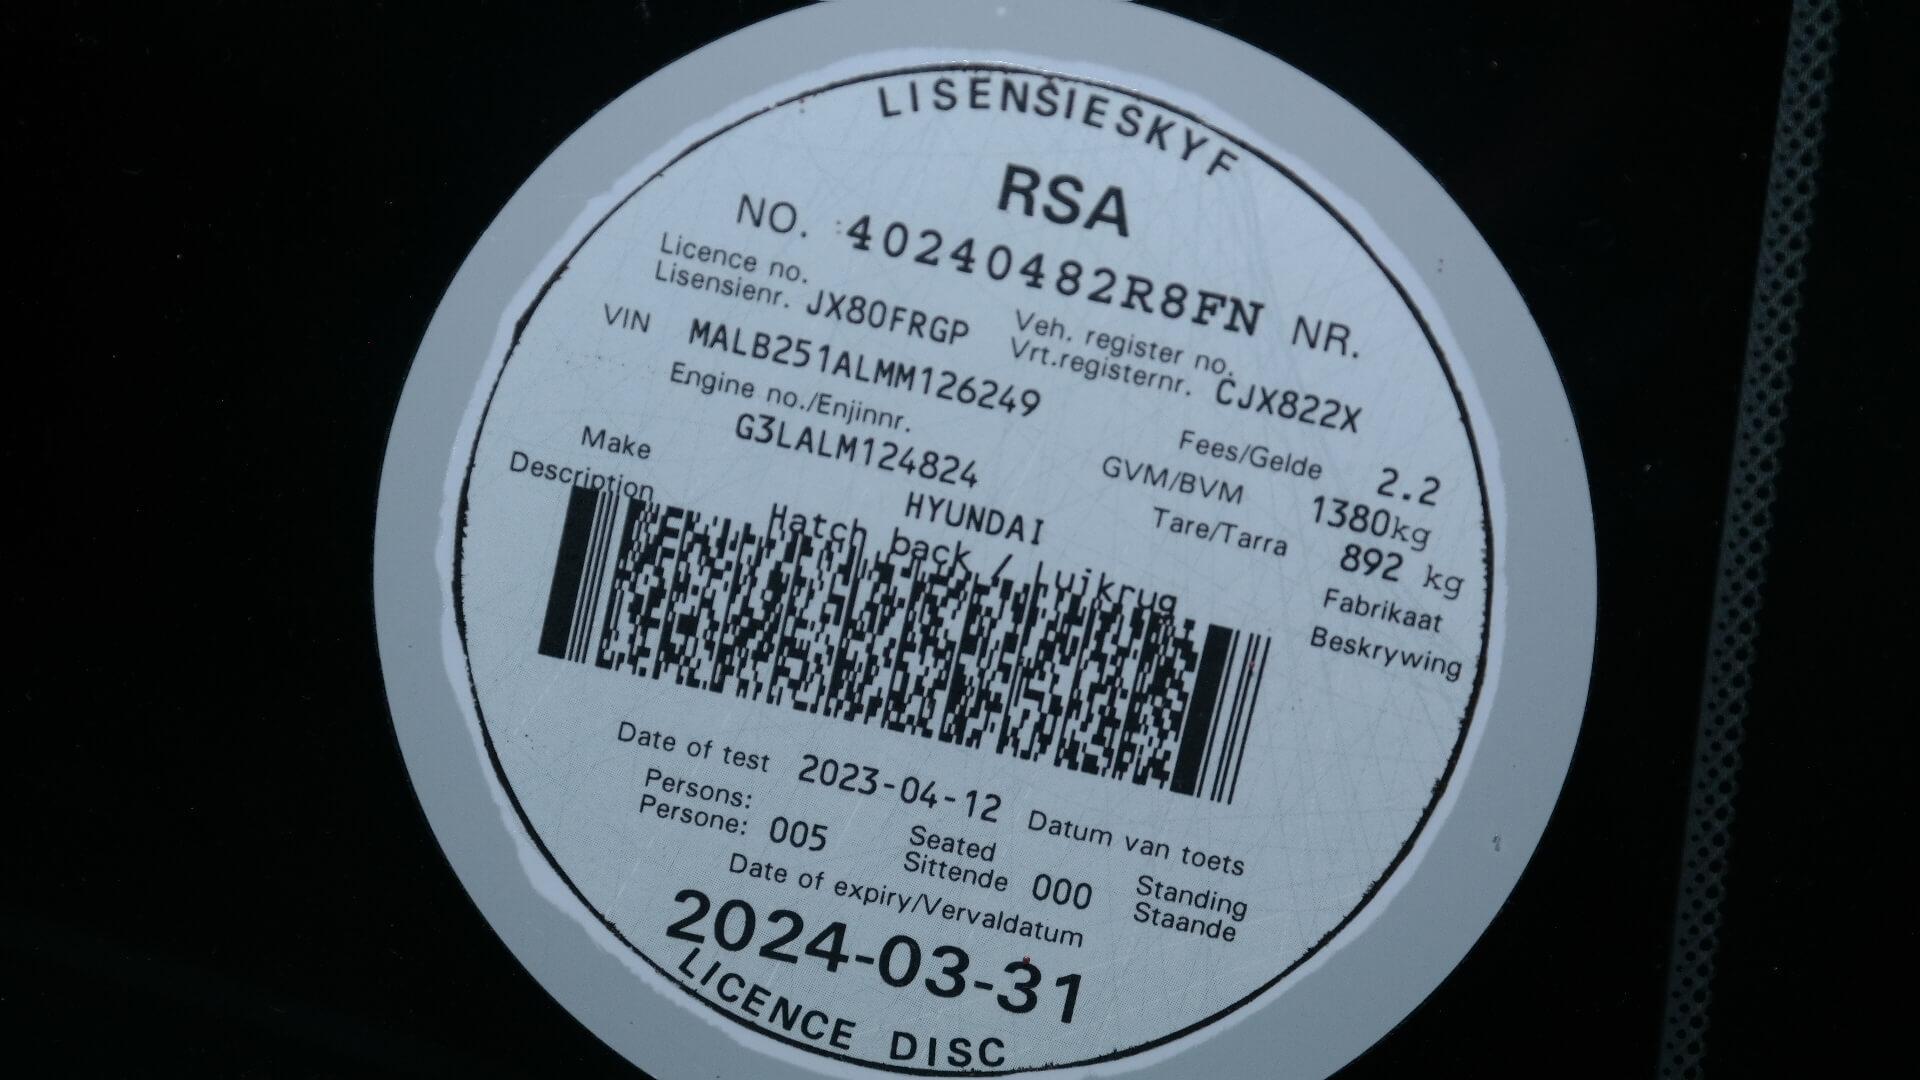 LISENSIESKYF
RSA
NO. 40240482R8FN NR.
Licence no.
Lisensienr. JX80FRGP
Veh. register no.
Vrt.registernr. CJX822X
VIN MALB251ALMM126249
Engine no./Enjinnr.
G3LALM124824
Fees/Gelde 2.2
GVM/BVM 1380kg
Tare/Tarra 892 kg
Make HYUNDAI Fabrikaat
Description Hatch back / Luikrug Beskrywing
Date of test 2023-04-12 Datum van toets
Persons:
Persone: 005
Seated
Sittende 000
Standing
Staande
Date of expiry/Vervaldatum
2024-03-31
LICENCE DISC